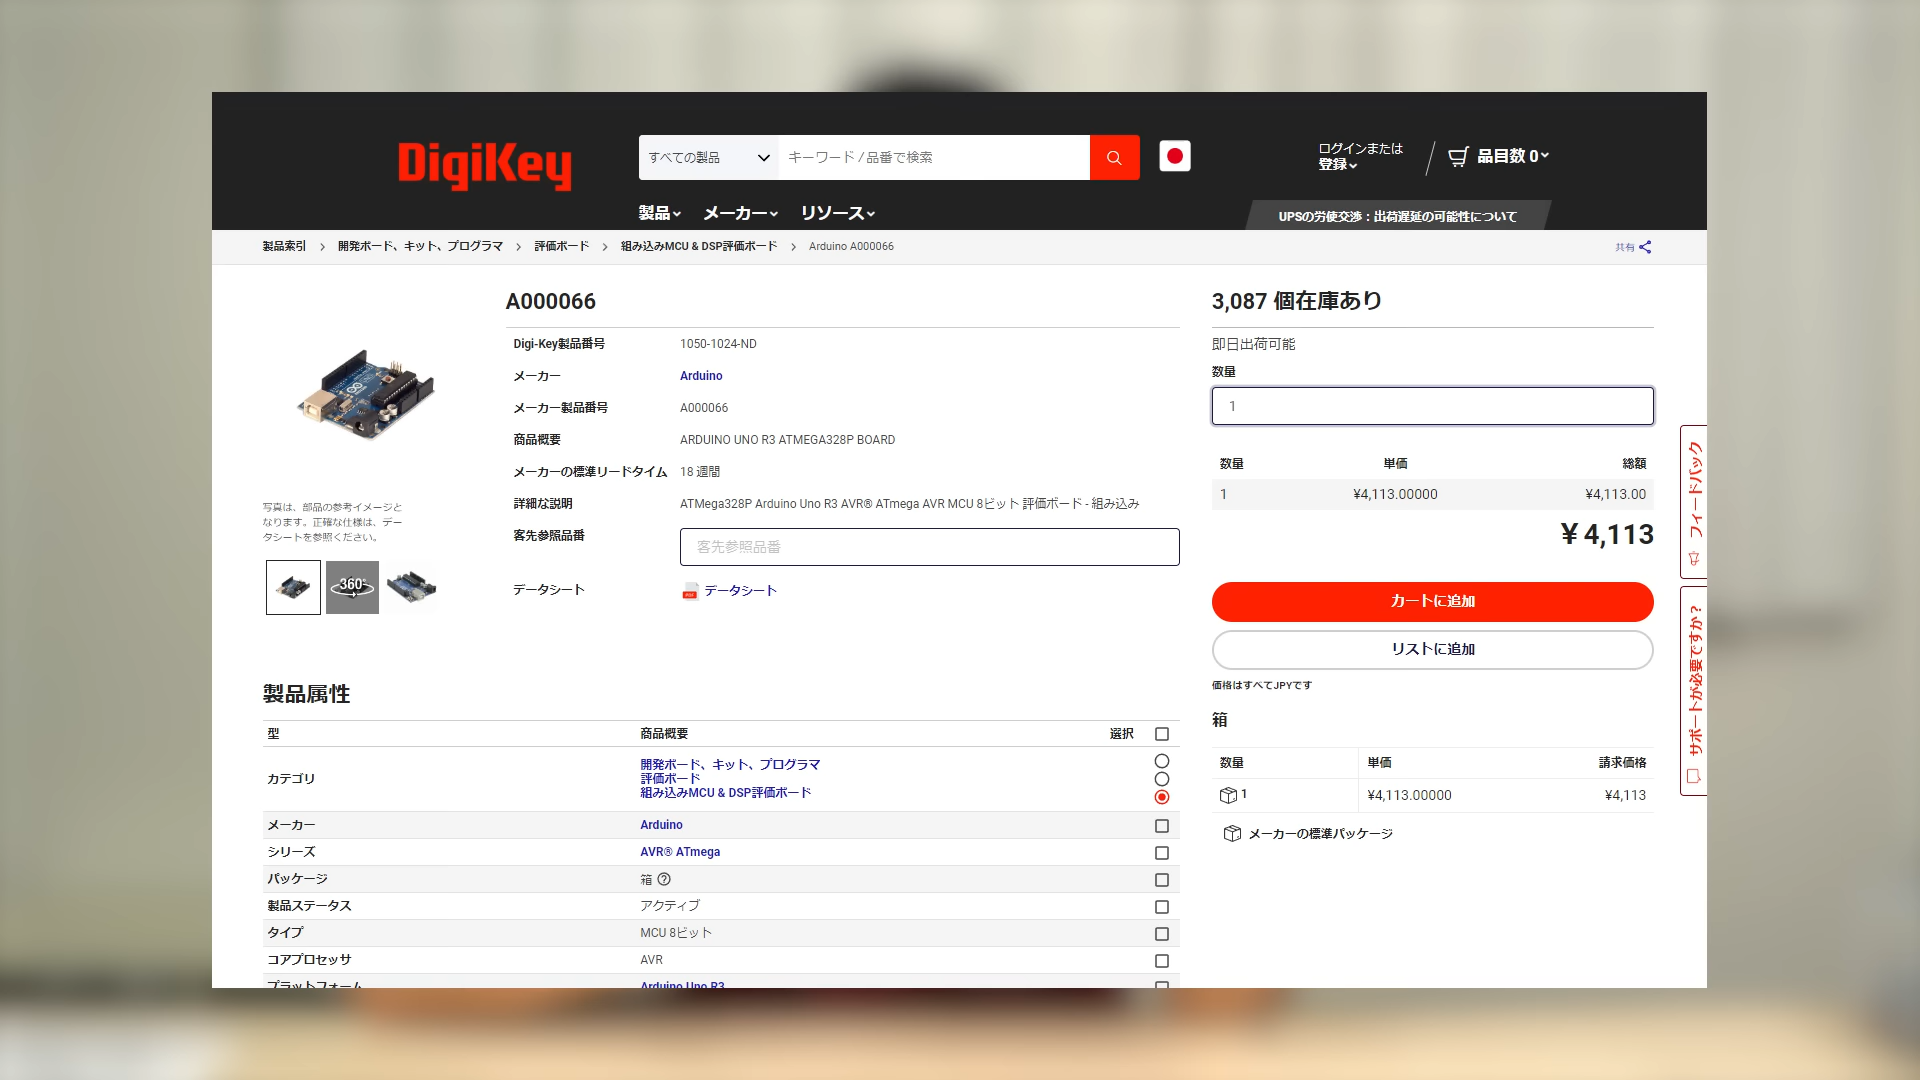 DigiKey
すべての製品
キーワード / 品番で検索
ログインまたは
登録
品目数 0
製品
メーカー
リソース
UPSの労使交渉：出荷遅延の可能性について
製品索引 > 開発ボード、キット、プログラマ > 評価ボード > 組み込みMCU & DSP評価ボード > Arduino A000066
共有
A000066
Digi-Key製品番号 1050-1024-ND
メーカー Arduino
メーカー製品番号 A000066
商品概要 ARDUINO UNO R3 ATMEGA328P BOARD
メーカーの標準リードタイム 18 週間
詳細な説明 ATMega328P Arduino Uno R3 AVR® ATmega AVR MCU 8ビット 評価ボード - 組み込み
客先参照品番 客先参照品番
データシート データシート
写真は、部品の参考イメージと
なります。正確な仕様は、デー
タシートを参照ください。
360°
3,087 個在庫あり
即日出荷可能
数量
1
数量 単価 総額
1 ¥4,113.00000 ¥4,113.00
¥4,113
カートに追加
リストに追加
価格はすべてJPYです
箱
数量 単価 請求価格
1 ¥4,113.00000 ¥4,113
メーカーの標準パッケージ
フィードバック
サポートが必要ですか？
製品属性
型 商品概要 選択
カテゴリ
開発ボード、キット、プログラマ
評価ボード
組み込みMCU & DSP評価ボード
メーカー Arduino
シリーズ AVR® ATmega
パッケージ 箱
製品ステータス アクティブ
タイプ MCU 8ビット
コアプロセッサ AVR
プラットフォーム Arduino Uno R3